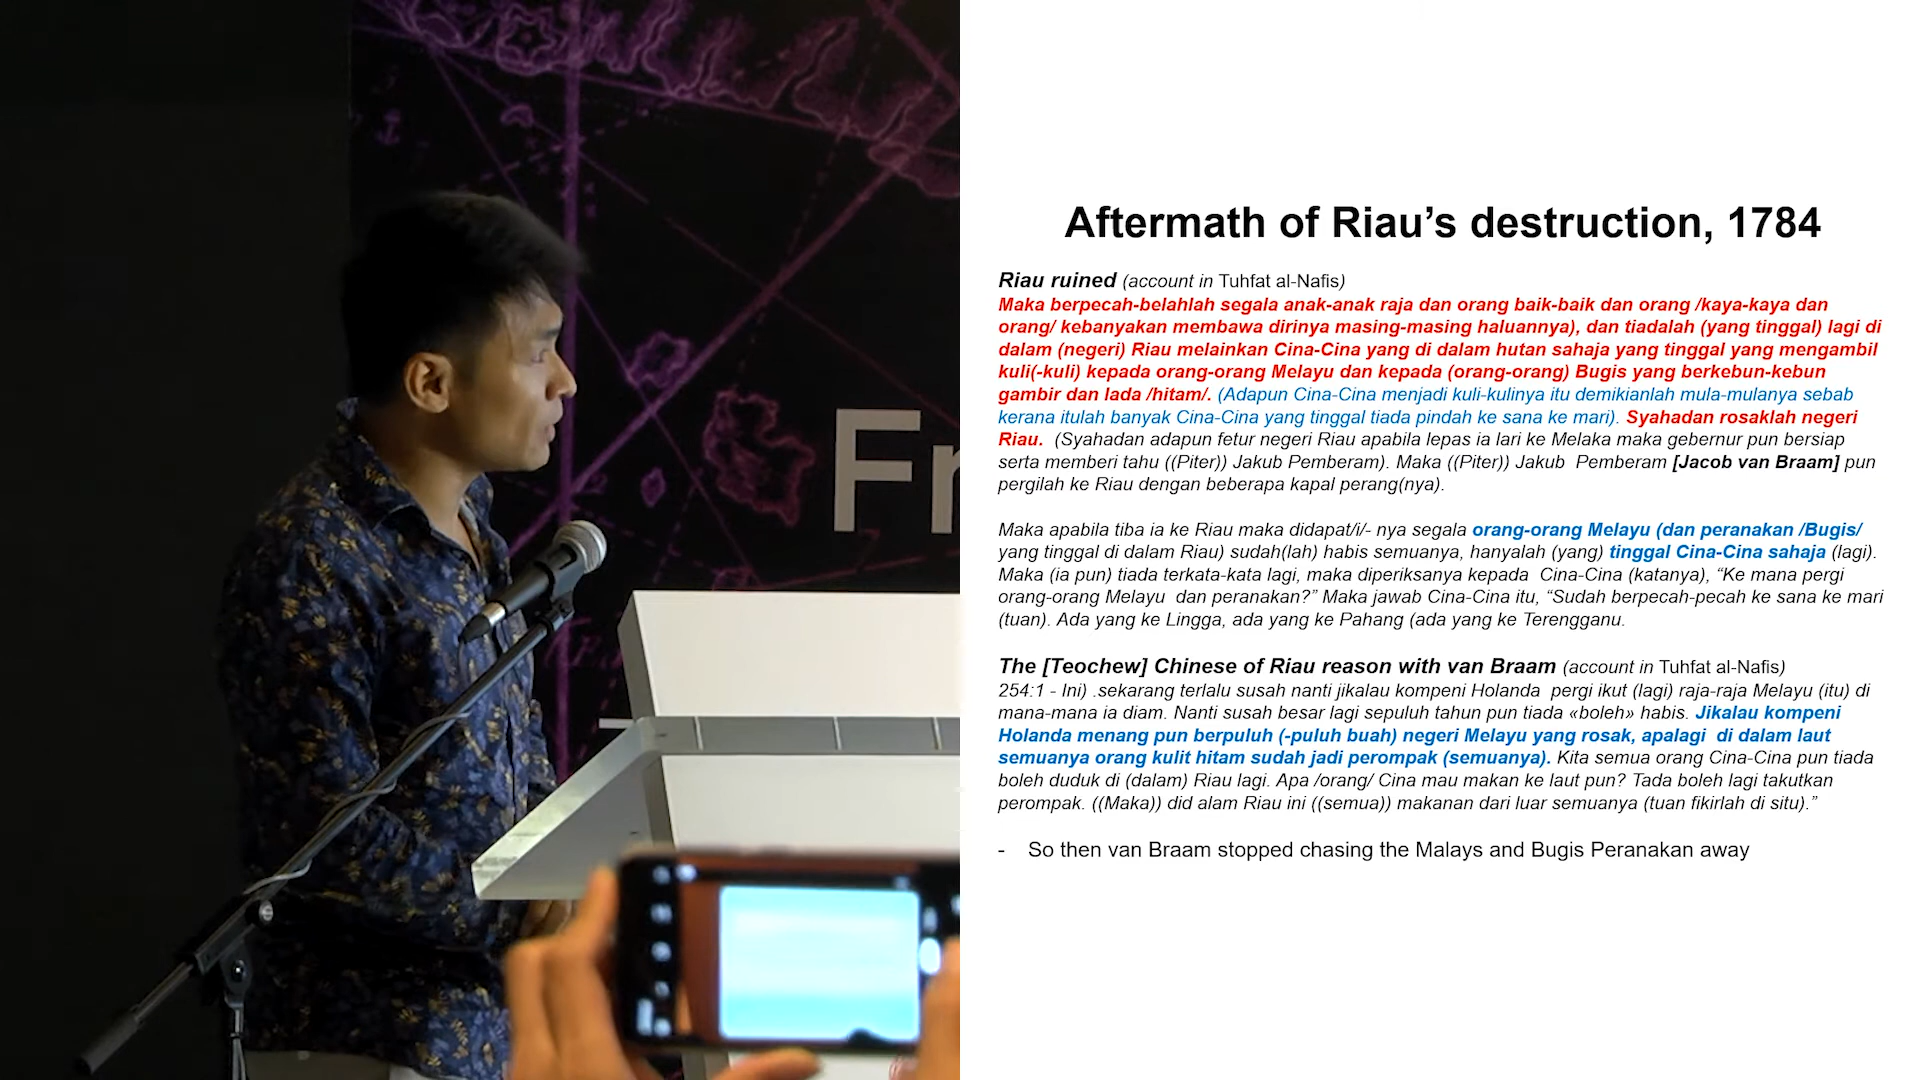 Fr
Aftermath of Riau’s destruction, 1784
Riau ruined (account in Tuhfat al-Nafis)
Maka berpecah-belahlah segala anak-anak raja dan orang baik-baik dan orang /kaya-kaya dan
orang/ kebanyakan membawa dirinya masing-masing haluannya), dan tiadalah (yang tinggal) lagi di
dalam (negeri) Riau melainkan Cina-Cina yang di dalam hutan sahaja yang tinggal yang mengambil
kuli(-kuli) kepada orang-orang Melayu dan kepada (orang-orang) Bugis yang berkebun-kebun
gambir dan lada /hitam/. (Adapun Cina-Cina menjadi kuli-kulinya itu demikianlah mula-mulanya sebab
kerana itulah banyak Cina-Cina yang tinggal tiada pindah ke sana ke mari). Syahadan rosaklah negeri
Riau. (Syahadan adapun fetur negeri Riau apabila lepas ia lari ke Melaka maka gebernur pun bersiap
serta memberi tahu ((Piter)) Jakub Pemberam). Maka ((Piter)) Jakub Pemberam [Jacob van Braam] pun
pergilah ke Riau dengan beberapa kapal perang(nya).
Maka apabila tiba ia ke Riau maka didapat/i/- nya segala orang-orang Melayu (dan peranakan /Bugis/
yang tinggal di dalam Riau) sudah(lah) habis semuanya, hanyalah (yang) tinggal Cina-Cina sahaja (lagi).
Maka (ia pun) tiada terkata-kata lagi, maka diperiksanya kepada Cina-Cina (katanya), “Ke mana pergi
orang-orang Melayu dan peranakan?” Maka jawab Cina-Cina itu, “Sudah berpecah-pecah ke sana ke mari
(tuan). Ada yang ke Lingga, ada yang ke Pahang (ada yang ke Terengganu.
The [Teochew] Chinese of Riau reason with van Braam (account in Tuhfat al-Nafis)
254:1 - Ini) .sekarang terlalu susah nanti jikalau kompeni Holanda pergi ikut (lagi) raja-raja Melayu (itu) di
mana-mana ia diam. Nanti susah besar lagi sepuluh tahun pun tiada «boleh» habis. Jikalau kompeni
Holanda menang pun berpuluh (-puluh buah) negeri Melayu yang rosak, apalagi di dalam laut
semuanya orang kulit hitam sudah jadi perompak (semuanya). Kita semua orang Cina-Cina pun tiada
boleh duduk di (dalam) Riau lagi. Apa /orang/ Cina mau makan ke laut pun? Tada boleh lagi takutkan
perompak. ((Maka)) did alam Riau ini ((semua)) makanan dari luar semuanya (tuan fikirlah di situ).”
- So then van Braam stopped chasing the Malays and Bugis Peranakan away